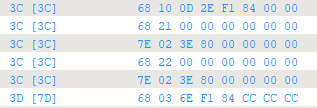 3C [3C] 68 10 0D 2E F1 84 00 00
3C [3C] 68 21 00 00 00 00 00 00
3C [3C] 7E 02 3E 80 00 00 00 00
3C [3C] 68 22 00 00 00 00 00 00
3C [3C] 7E 02 3E 80 00 00 00 00
3D [7D] 68 03 6E F1 84 CC CC CC